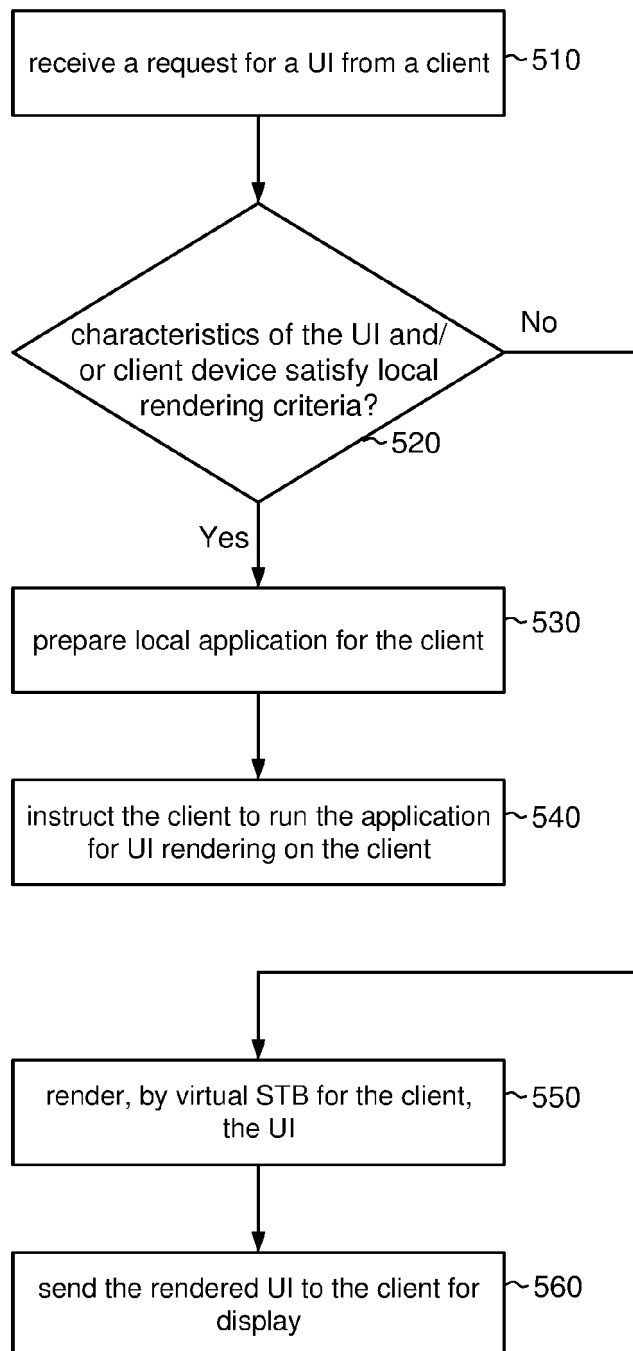 receive a request for a UI from a client
510
characteristics of the UI and/
or client device satisfy local
rendering criteria?
520
No
Yes
prepare local application for the client
530
instruct the client to run the application
for UI rendering on the client
540
render, by virtual STB for the client,
the UI
550
send the rendered UI to the client for
display
560